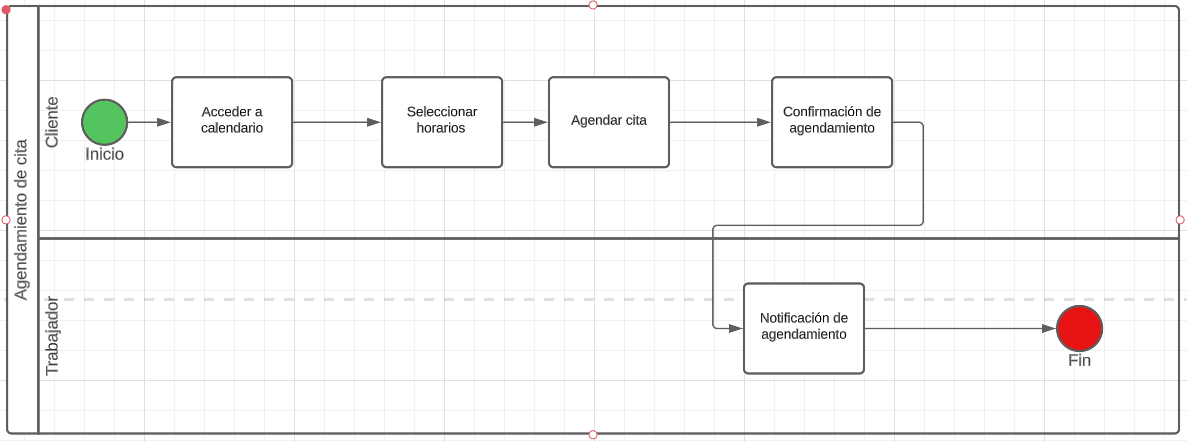 Agendamiento de cita
Cliente
Inicio
Acceder a
calendario
Seleccionar
horarios
Agendar cita
Confirmación de
agendamiento
Trabajador
Notificación de
agendamiento
Fin